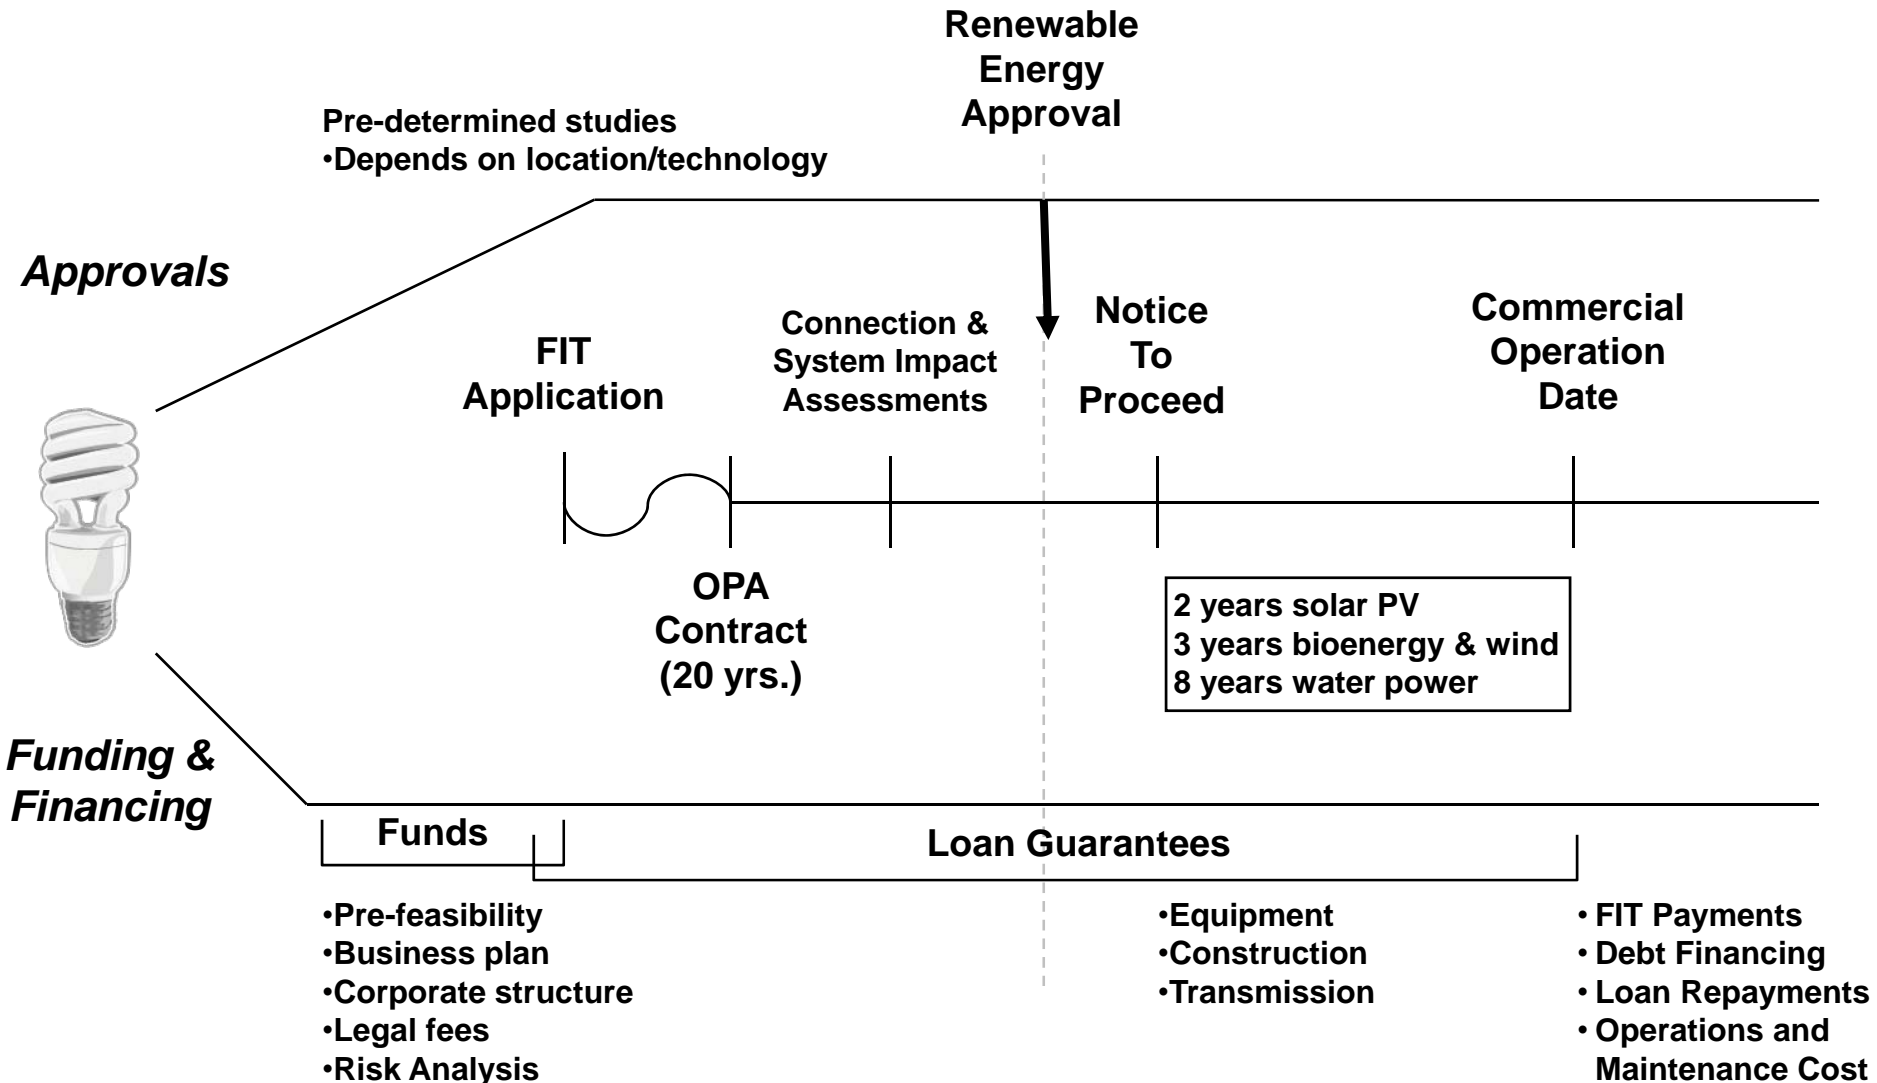 Renewable
Energy
Approval
Pre-determined studies
•Depends on location/technology
Approvals
FIT
Application
Connection &
System Impact
Assessments
Notice
To
Proceed
Commercial
Operation
Date
OPA
Contract
(20 yrs.)
2 years solar PV
3 years bioenergy & wind
8 years water power
Funding &
Financing
Funds
Loan Guarantees
•Pre-feasibility
•Business plan
•Corporate structure
•Legal fees
•Risk Analysis
•Equipment
•Construction
•Transmission
• FIT Payments
• Debt Financing
• Loan Repayments
• Operations and
Maintenance Cost